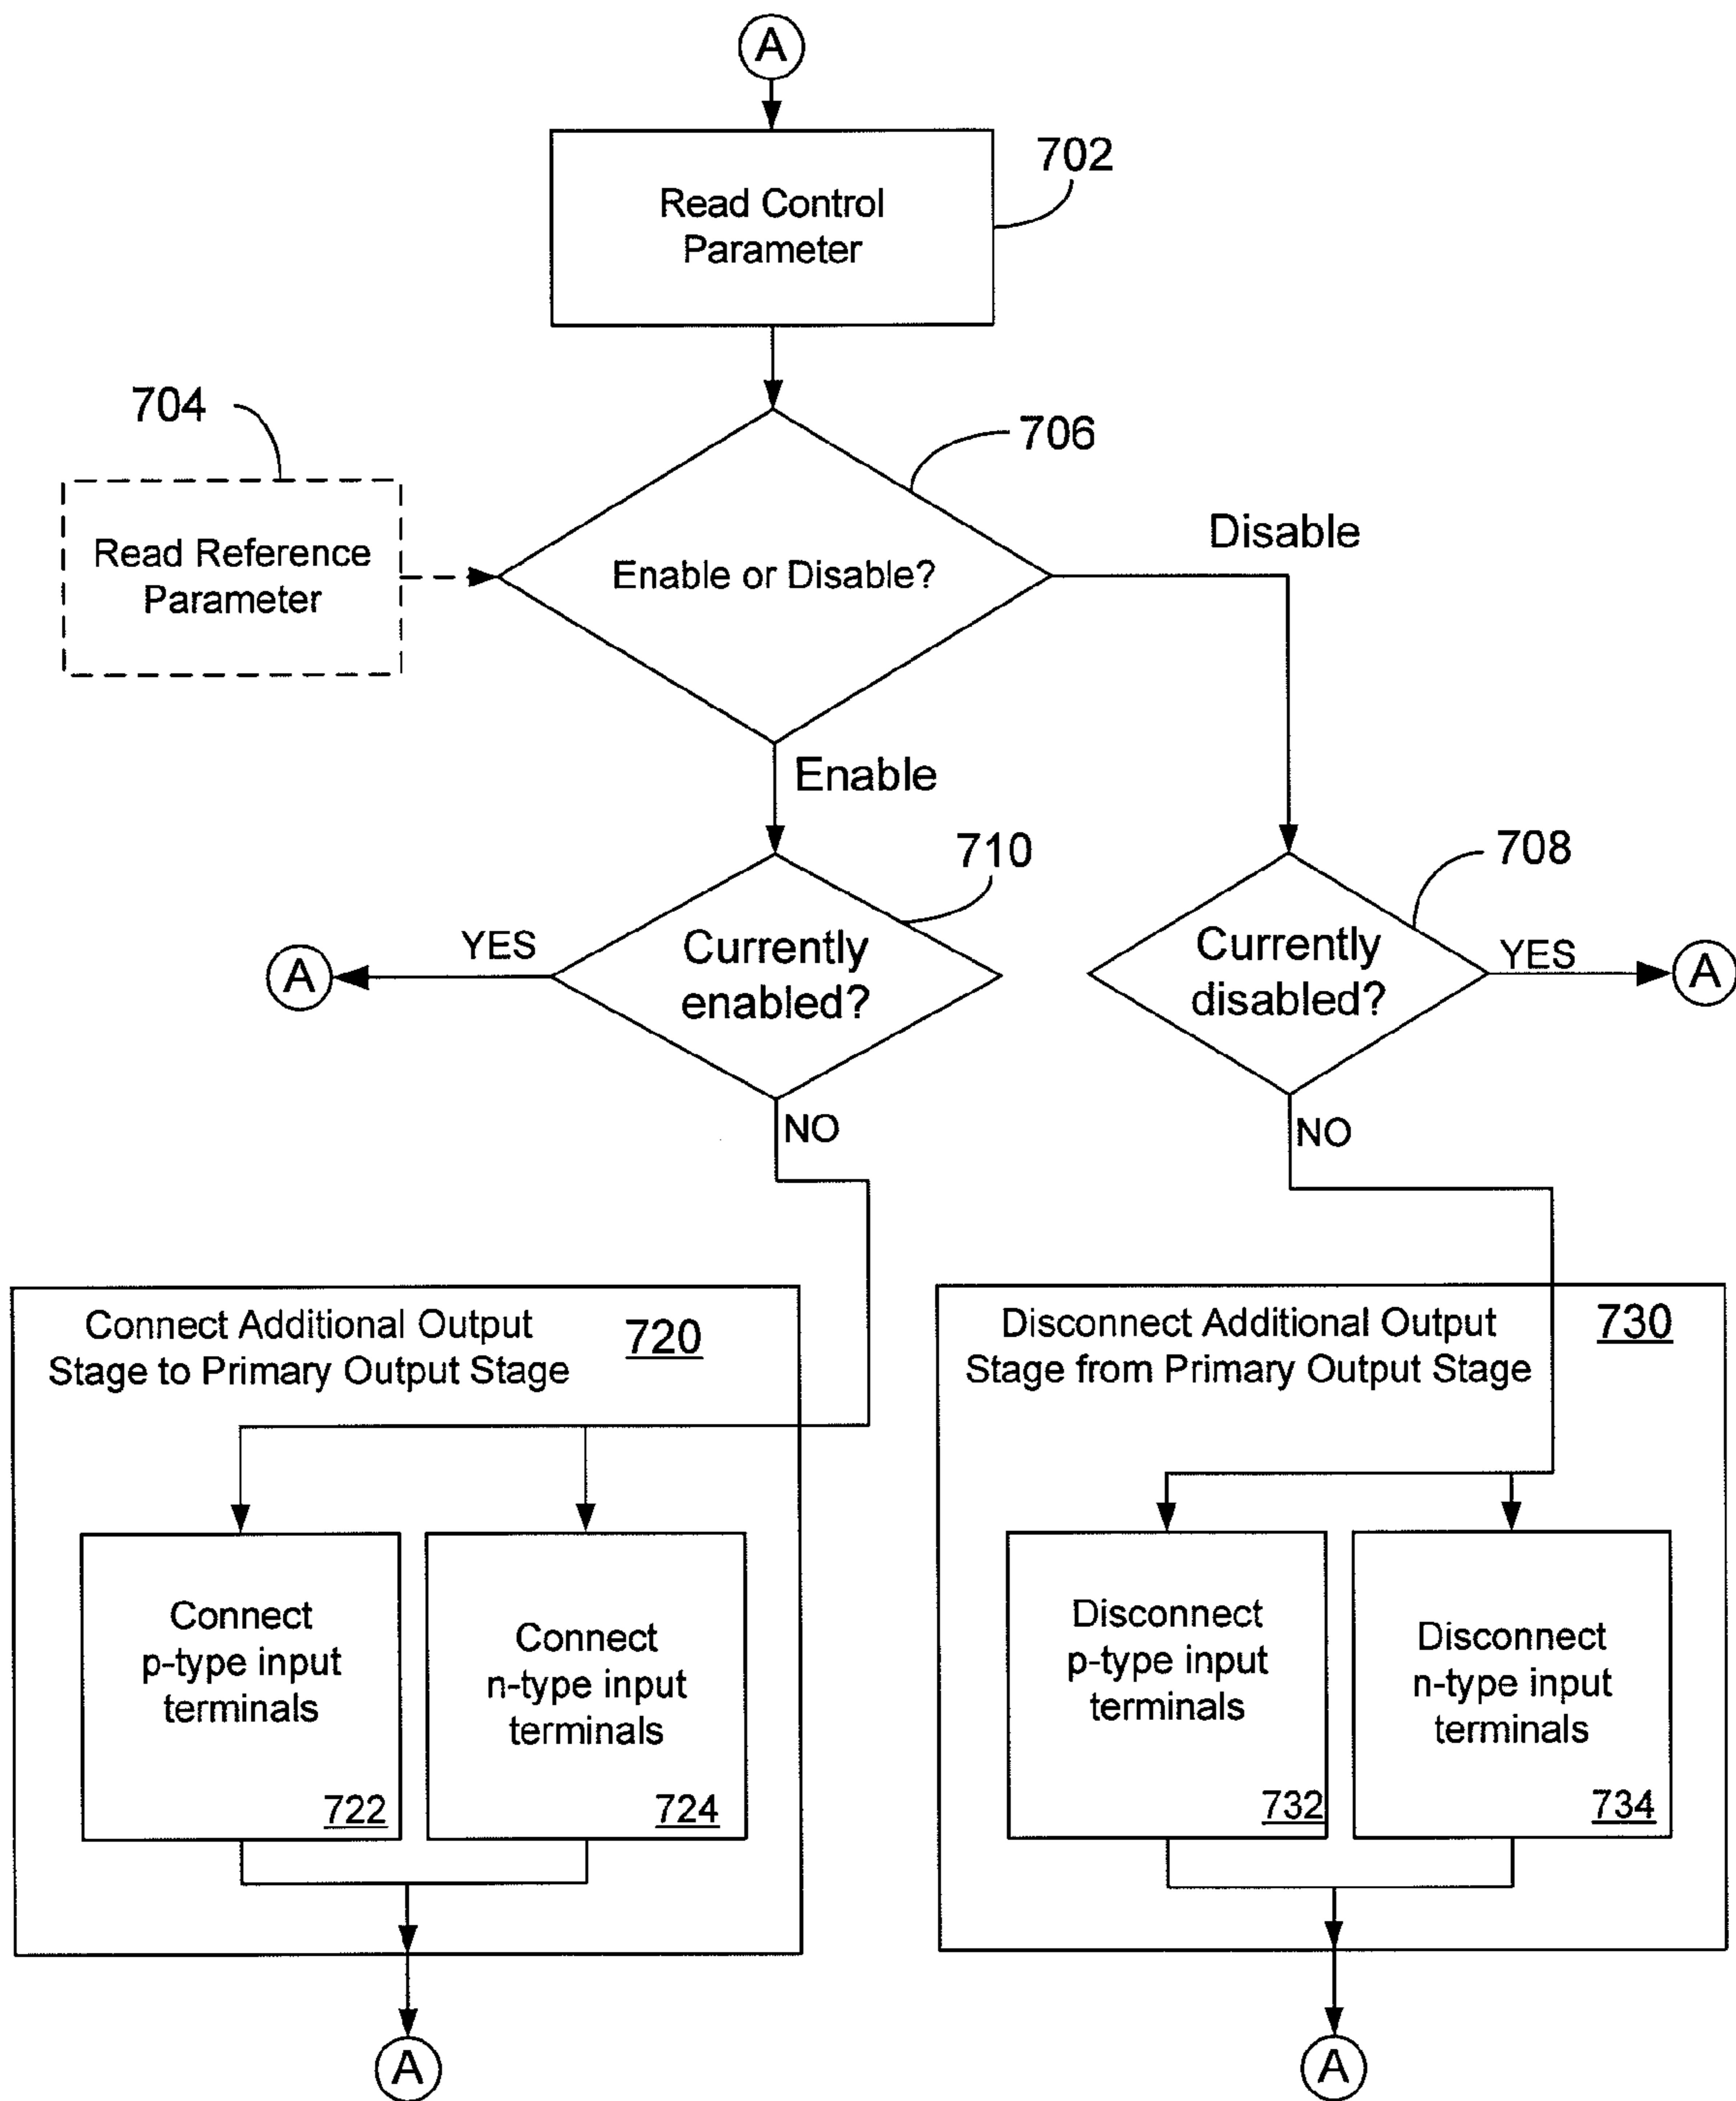 A
702
Read Control
Parameter
704
706
Read Reference
Parameter
Enable or Disable?
Disable
Enable
710
708
A
YES
Currently
enabled?
Currently
disabled?
YES
A
NO
NO
Connect Additional Output
Stage to Primary Output Stage
720
Disconnect Additional Output
Stage from Primary Output Stage
730
Connect
p-type input
terminals
722
Connect
n-type input
terminals
724
Disconnect
p-type input
terminals
732
Disconnect
n-type input
terminals
734
A
A